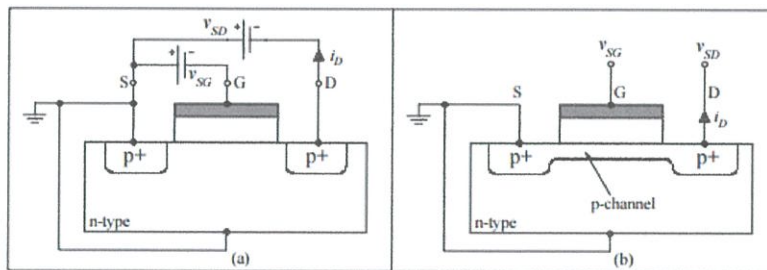 v_SD
+ -
i_D
+ -
v_SG
S
G
D
p+
p+
n-type
(a)
v_SG
v_SD
S
G
D
i_D
p+
p+
p-channel
n-type
(b)